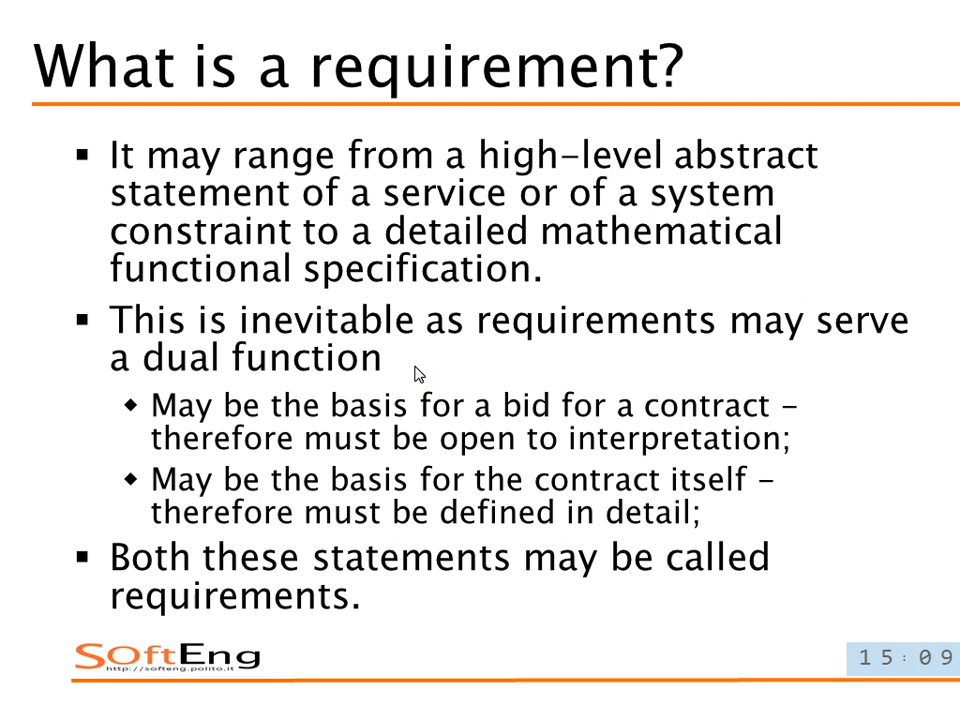 What is a requirement?
▪ It may range from a high-level abstract
statement of a service or of a system
constraint to a detailed mathematical
functional specification.
▪ This is inevitable as requirements may serve
a dual function
◆ May be the basis for a bid for a contract -
therefore must be open to interpretation;
◆ May be the basis for the contract itself -
therefore must be defined in detail;
▪ Both these statements may be called
requirements.
SOftEng
http://softeng.polito.it
15:09